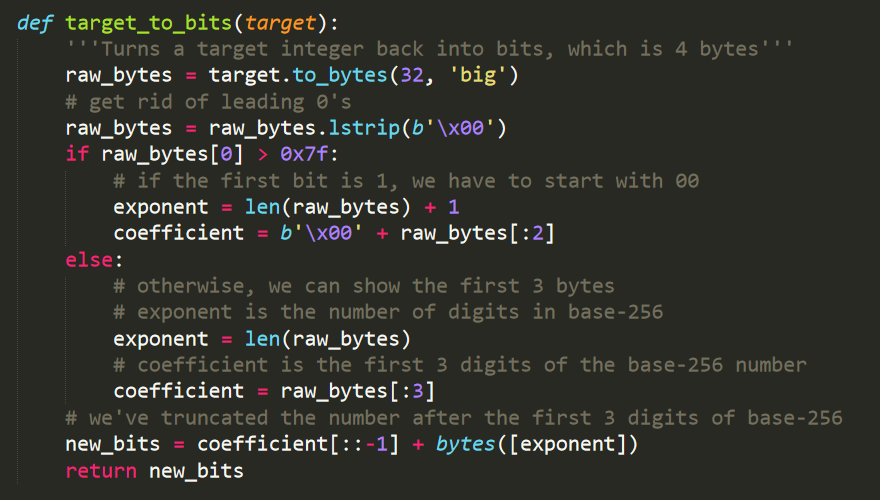 def target_to_bits(target):
    '''Turns a target integer back into bits, which is 4 bytes'''
    raw_bytes = target.to_bytes(32, 'big')
    # get rid of leading 0's
    raw_bytes = raw_bytes.lstrip(b'\x00')
    if raw_bytes[0] > 0x7f:
        # if the first bit is 1, we have to start with 00
        exponent = len(raw_bytes) + 1
        coefficient = b'\x00' + raw_bytes[:2]
    else:
        # otherwise, we can show the first 3 bytes
        # exponent is the number of digits in base-256
        exponent = len(raw_bytes)
        # coefficient is the first 3 digits of the base-256 number
        coefficient = raw_bytes[:3]
    # we've truncated the number after the first 3 digits of base-256
    new_bits = coefficient[::-1] + bytes([exponent])
    return new_bits